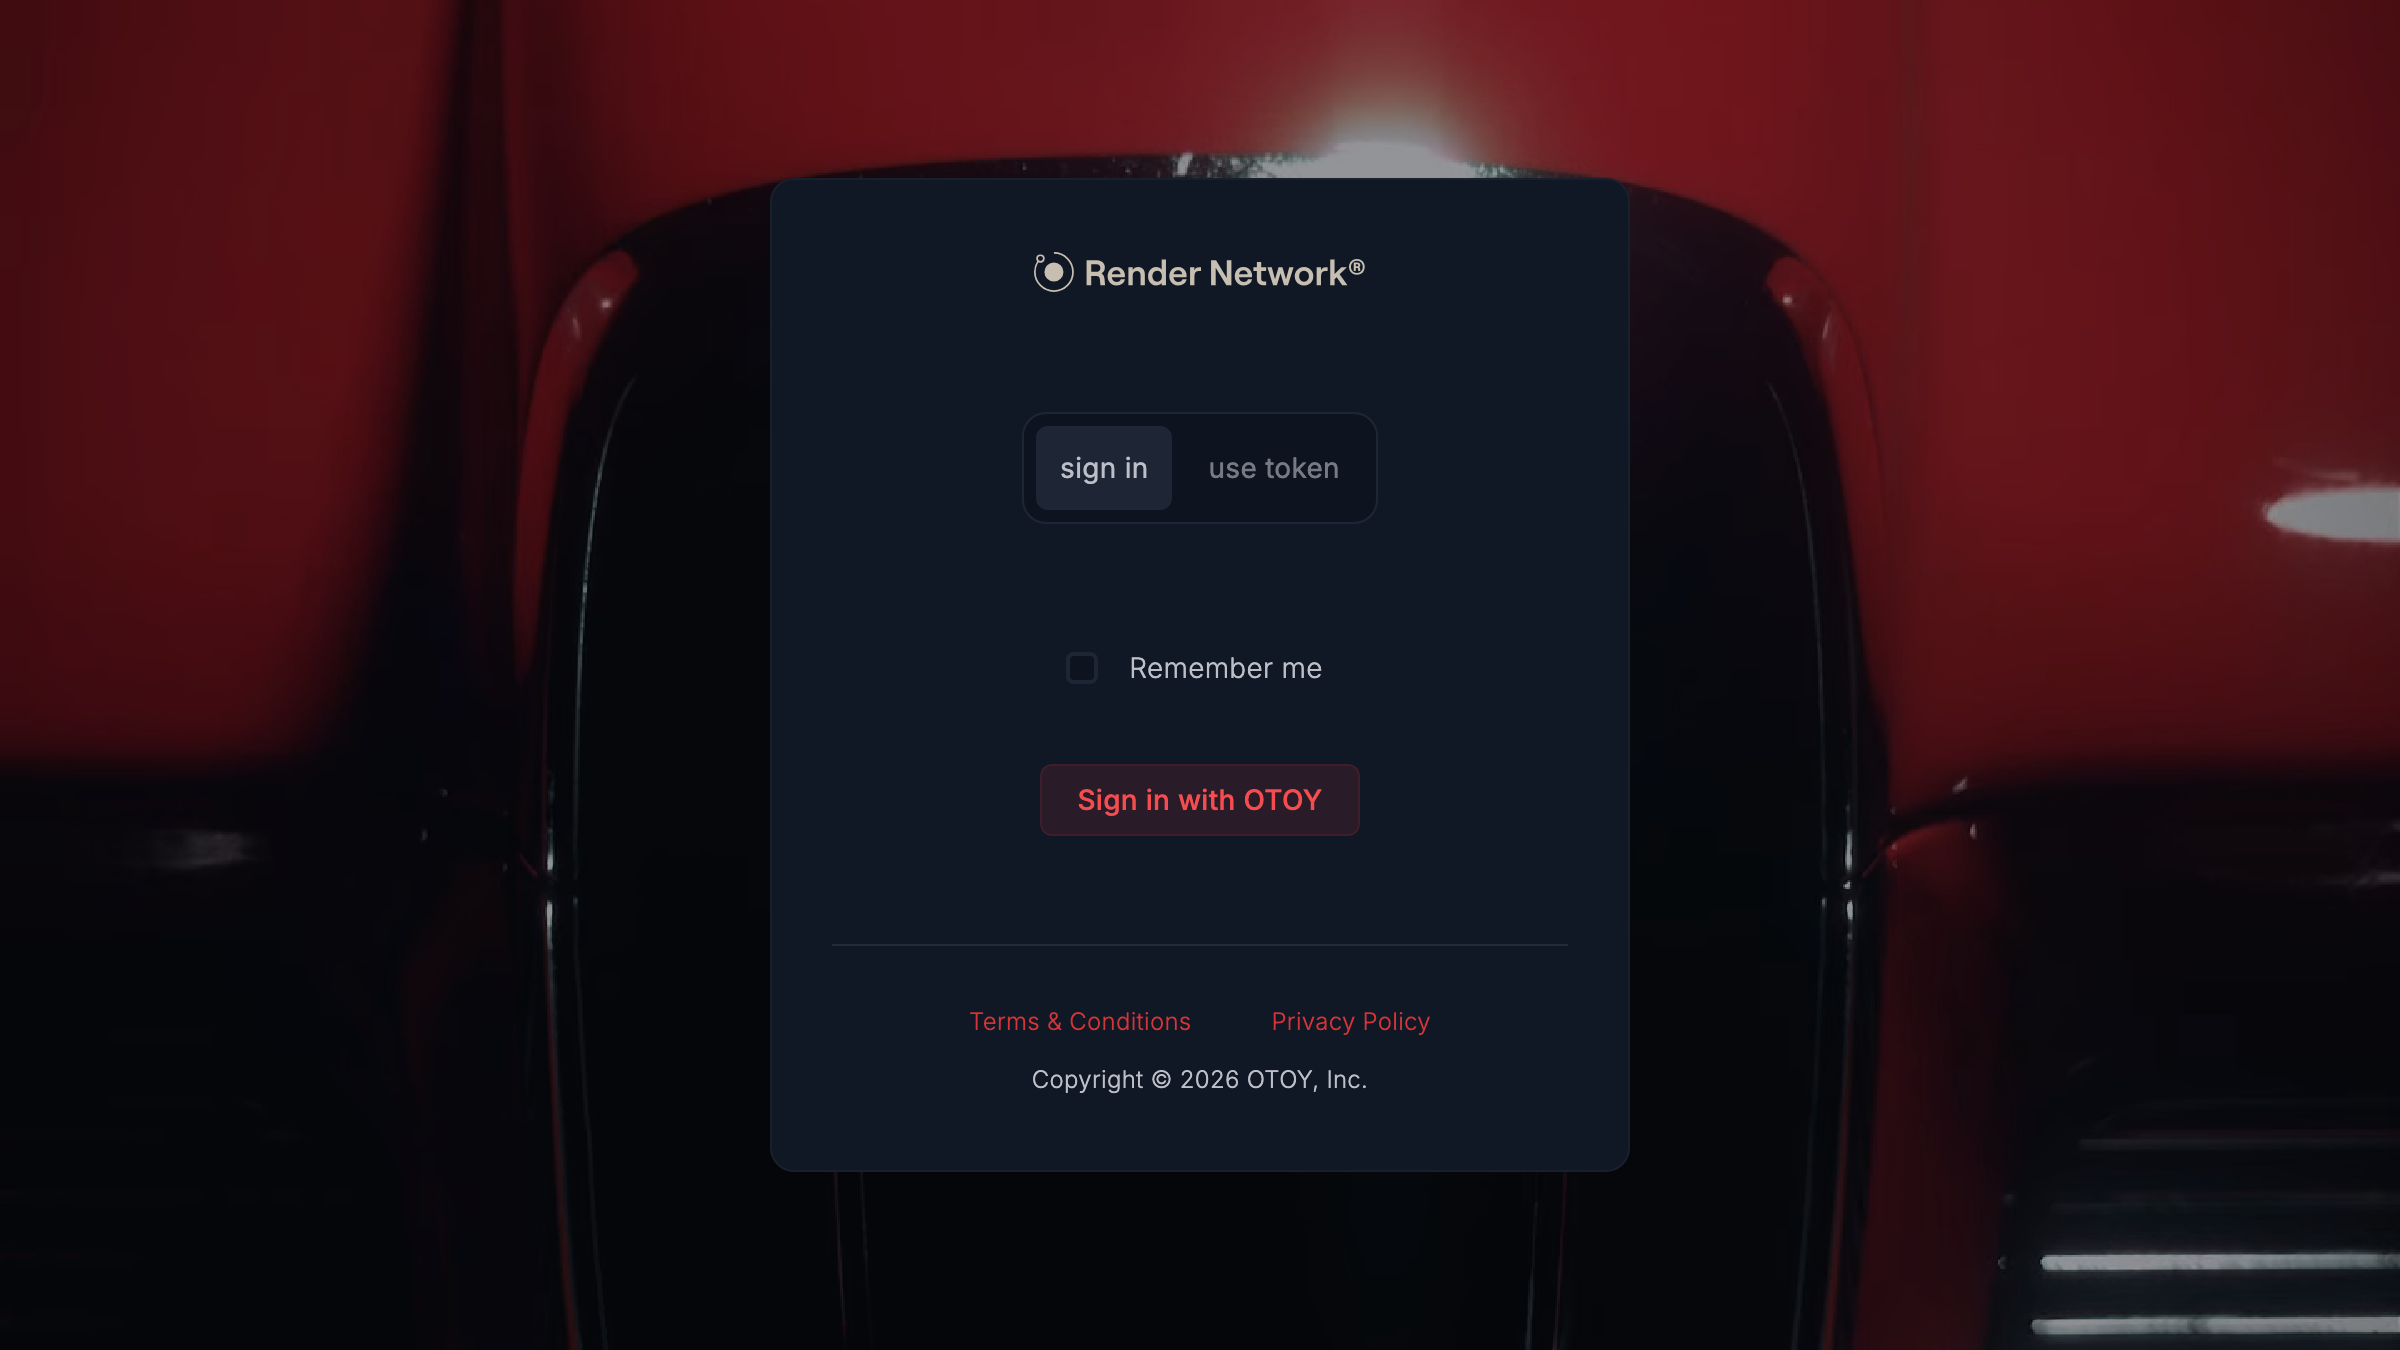 Render Network®
sign in
use token
Remember me
Sign in with OTOY
Terms & Conditions
Privacy Policy
Copyright © 2026 OTOY, Inc.